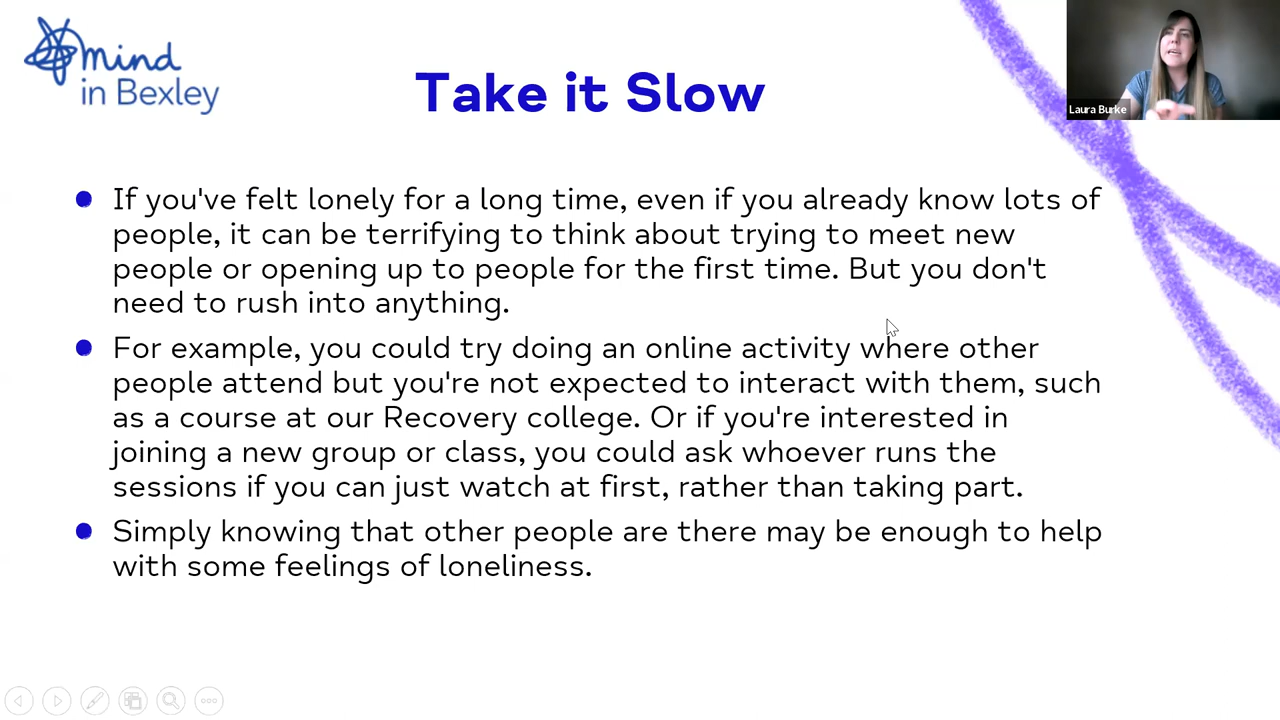 mind
in Bexley
Take it Slow
Laura Burke
If you've felt lonely for a long time, even if you already know lots of
people, it can be terrifying to think about trying to meet new
people or opening up to people for the first time. But you don't
need to rush into anything.
For example, you could try doing an online activity where other
people attend but you're not expected to interact with them, such
as a course at our Recovery college. Or if you're interested in
joining a new group or class, you could ask whoever runs the
sessions if you can just watch at first, rather than taking part.
Simply knowing that other people are there may be enough to help
with some feelings of loneliness.